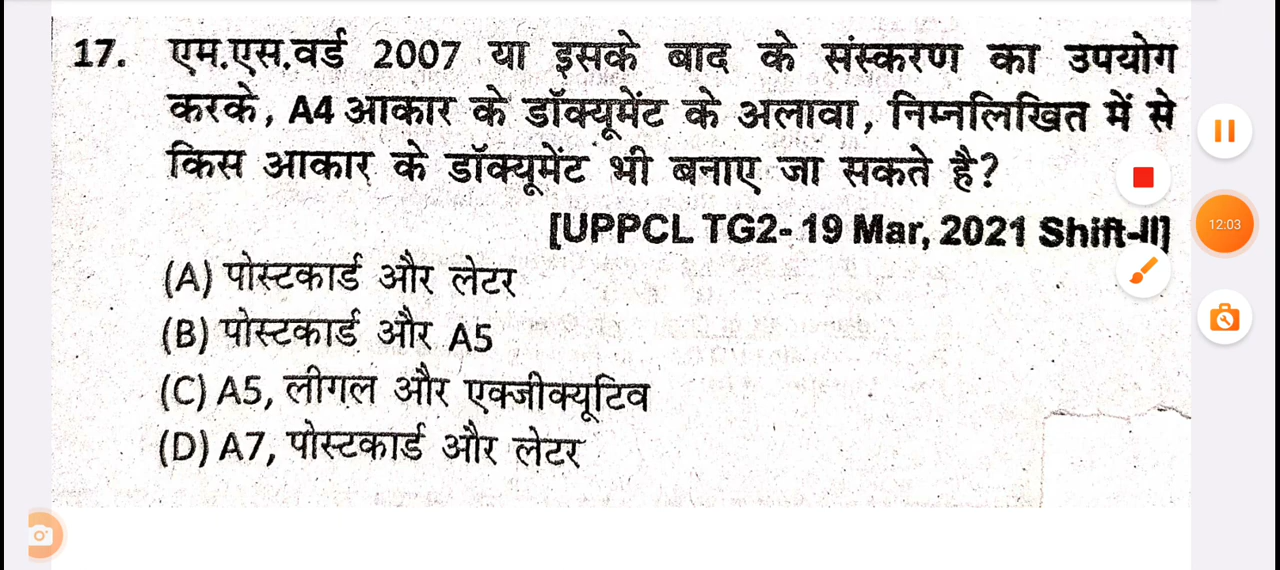 17. एम.एस.वर्ड 2007 या इसके बाद के संस्करण का उपयोग
करके, A4 आकार के डॉक्यूमेंट के अलावा, निम्नलिखित में से
किस आकार के डॉक्यूमेंट भी बनाए जा सकते है?
[UPPCL TG2- 19 Mar, 2021 Shift-II]
(A) पोस्टकार्ड और लेटर
(B) पोस्टकार्ड और A5
(C) A5, लीगल और एक्जीक्यूटिव
(D) A7, पोस्टकार्ड और लेटर
12:03